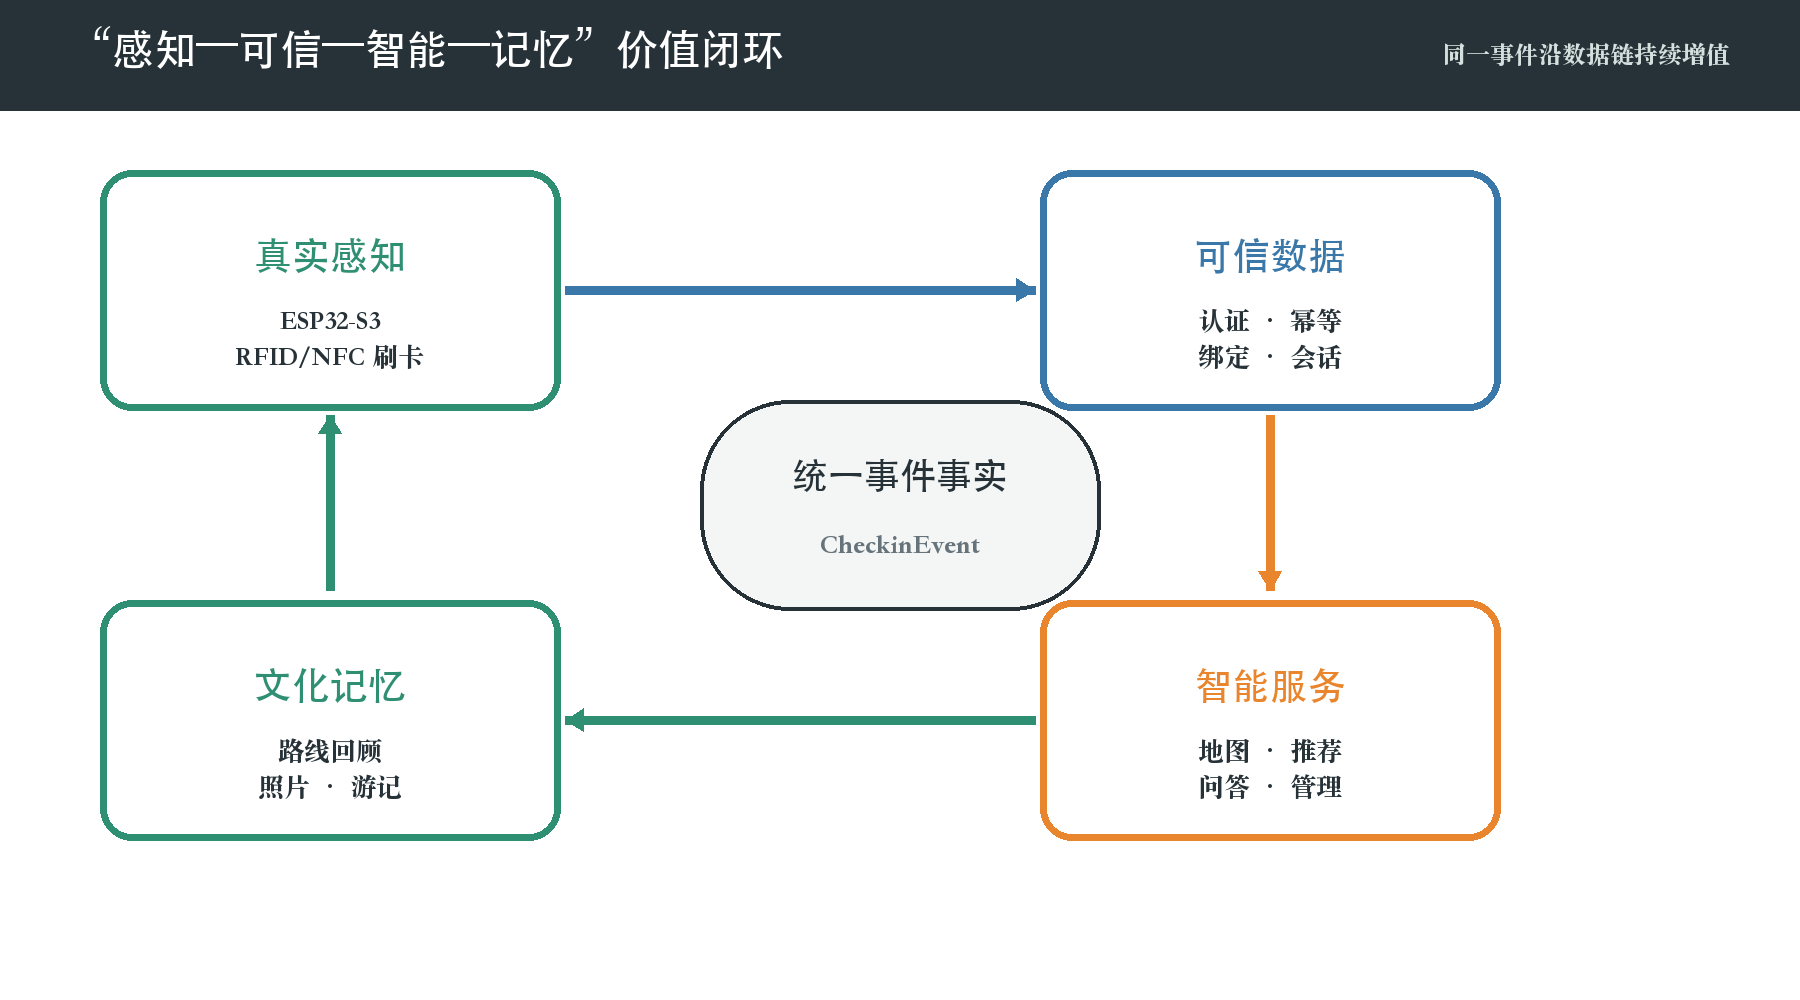 “感知—可信—智能—记忆”价值闭环
同一事件沿数据链持续增值
真实感知
ESP32-S3
RFID/NFC 刷卡
可信数据
认证 · 幂等
绑定 · 会话
统一事件事实
CheckinEvent
文化记忆
路线回顾
照片 · 游记
智能服务
地图 · 推荐
问答 · 管理